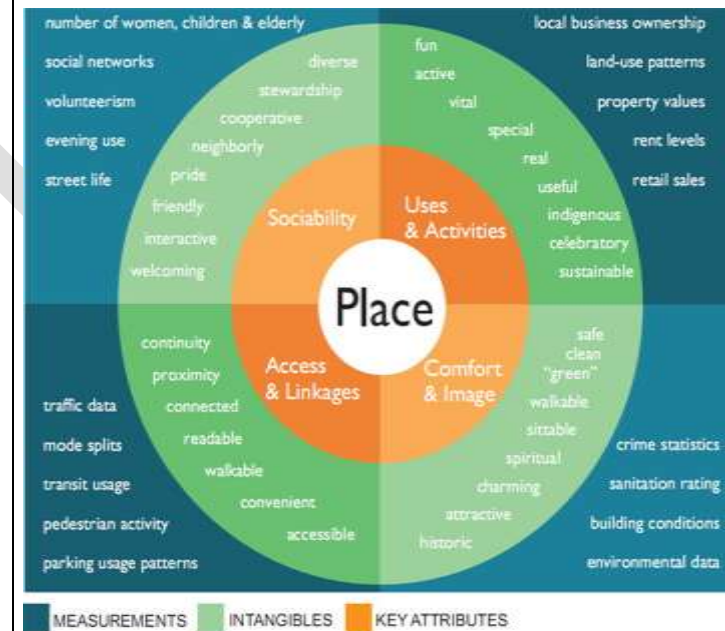 number of women, children & elderly
social networks
volunteerism
evening use
street life
diverse
stewardship
cooperative
neighborly
pride
friendly
interactive
welcoming
Sociability
fun
active
vital
special
real
useful
indigenous
celebratory
sustainable
Uses
& Activities
local business ownership
land-use patterns
property values
rent levels
retail sales
Place
continuity
proximity
connected
readable
walkable
convenient
accessible
Access
& Linkages
traffic data
mode splits
transit usage
pedestrian activity
parking usage patterns
Comfort
& Image
safe
clean
"green"
walkable
sittable
spiritual
charming
attractive
historic
crime statistics
sanitation rating
building conditions
environmental data
MEASUREMENTS INTANGIBLES KEY ATTRIBUTES